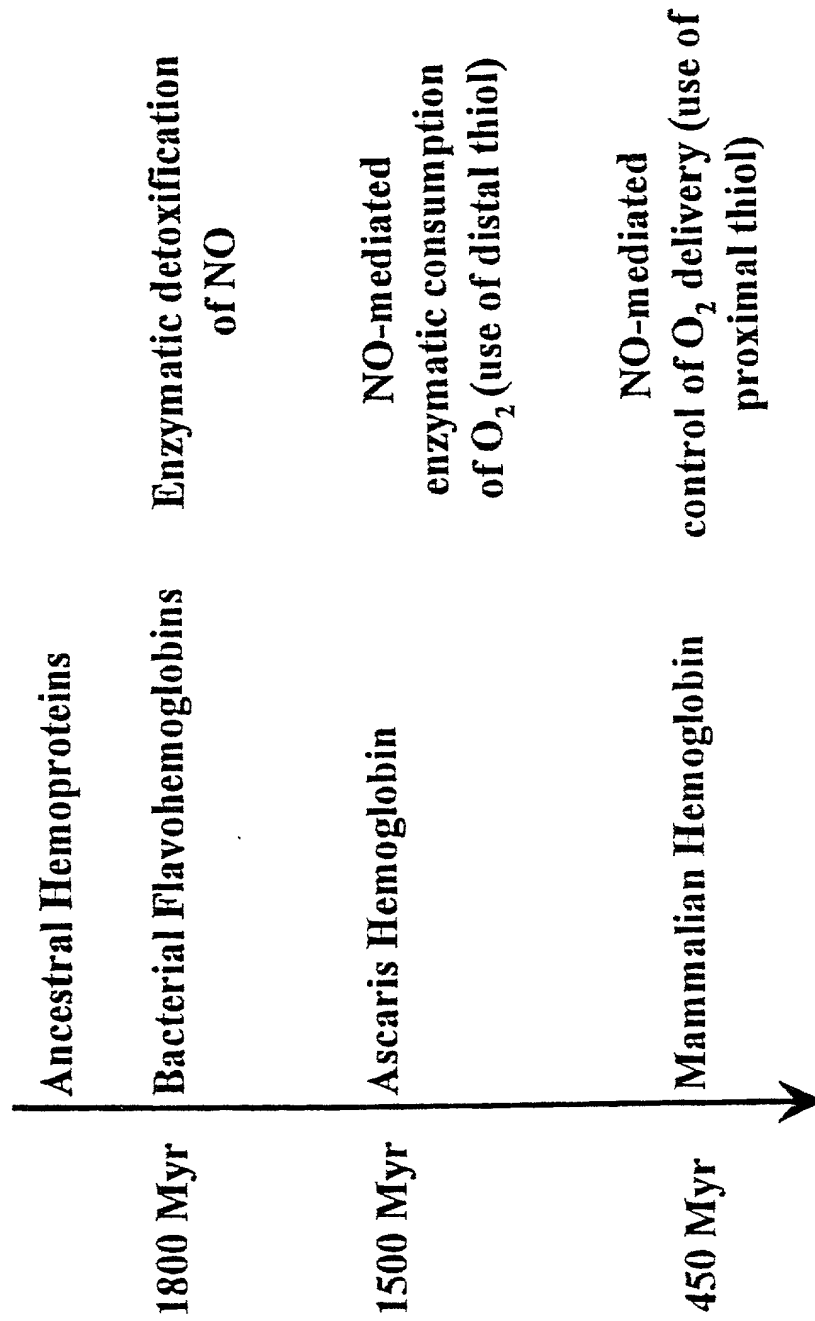 Ancestral Hemoproteins
1800 Myr Bacterial Flavohemoglobins Enzymatic detoxification
of NO
1500 Myr Ascaris Hemoglobin NO-mediated
enzymatic consumption
of O₂ (use of distal thiol)
450 Myr Mammalian Hemoglobin NO-mediated
control of O₂ delivery (use of
proximal thiol)